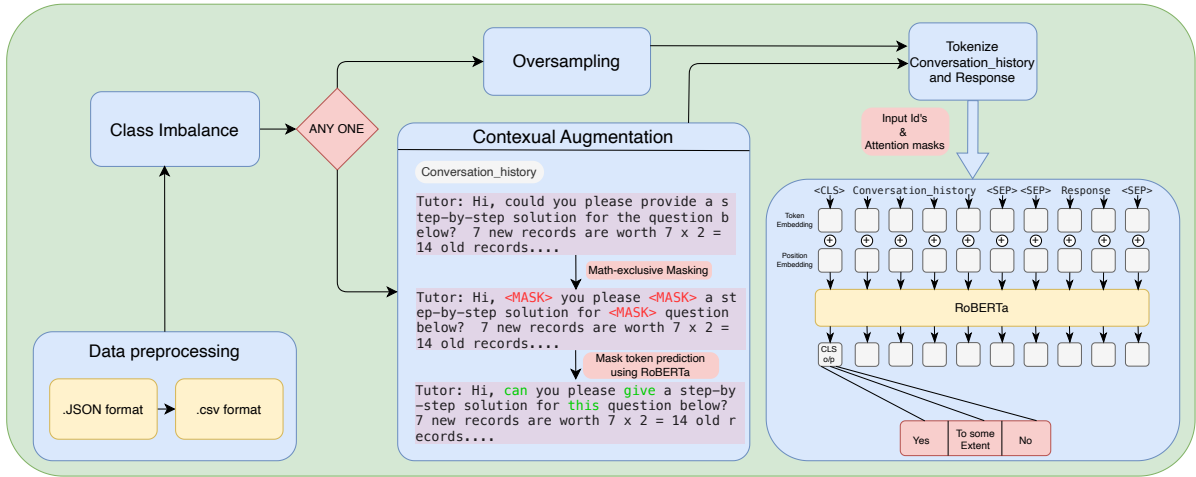 Data preprocessing
.JSON format
.csv format
Class Imbalance
ANY ONE
Oversampling
Contexual Augmentation
Conversation_history
Tutor: Hi, could you please provide a s
tep-by-step solution for the question b
elow?  7 new records are worth 7 x 2 =
14 old records....
Math-exclusive Masking
Tutor: Hi, <MASK> you please <MASK> a st
ep-by-step solution for <MASK> question
below?  7 new records are worth 7 x 2 =
14 old records....
Mask token prediction
using RoBERTa
Tutor: Hi, can you please give a step-by
-step solution for this question below?
7 new records are worth 7 x 2 = 14 old r
ecords....
Tokenize
Conversation_history
and Response
Input Id's
&
Attention masks
<CLS> Conversation_history <SEP> <SEP> Response <SEP>
Token
Embedding
+ + + + + + + + +
Position
Embedding
RoBERTa
CLS
o/p
Yes
To some
Extent
No